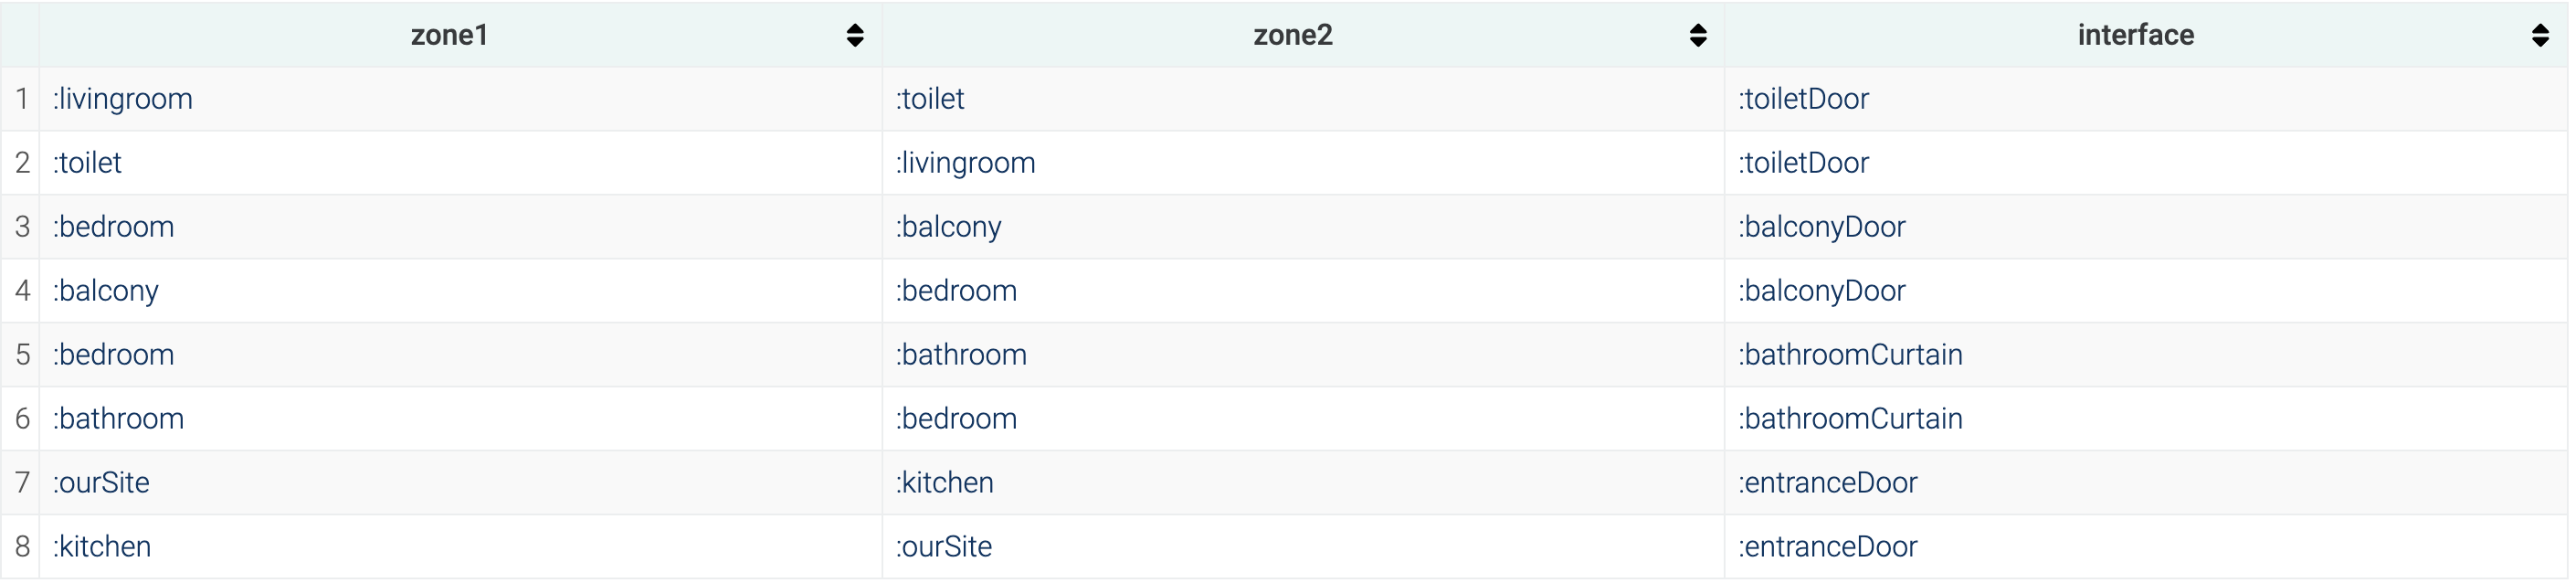 zone1 zone2 interface
1 :livingroom :toilet :toiletDoor
2 :toilet :livingroom :toiletDoor
3 :bedroom :balcony :balconyDoor
4 :balcony :bedroom :balconyDoor
5 :bedroom :bathroom :bathroomCurtain
6 :bathroom :bedroom :bathroomCurtain
7 :ourSite :kitchen :entranceDoor
8 :kitchen :ourSite :entranceDoor